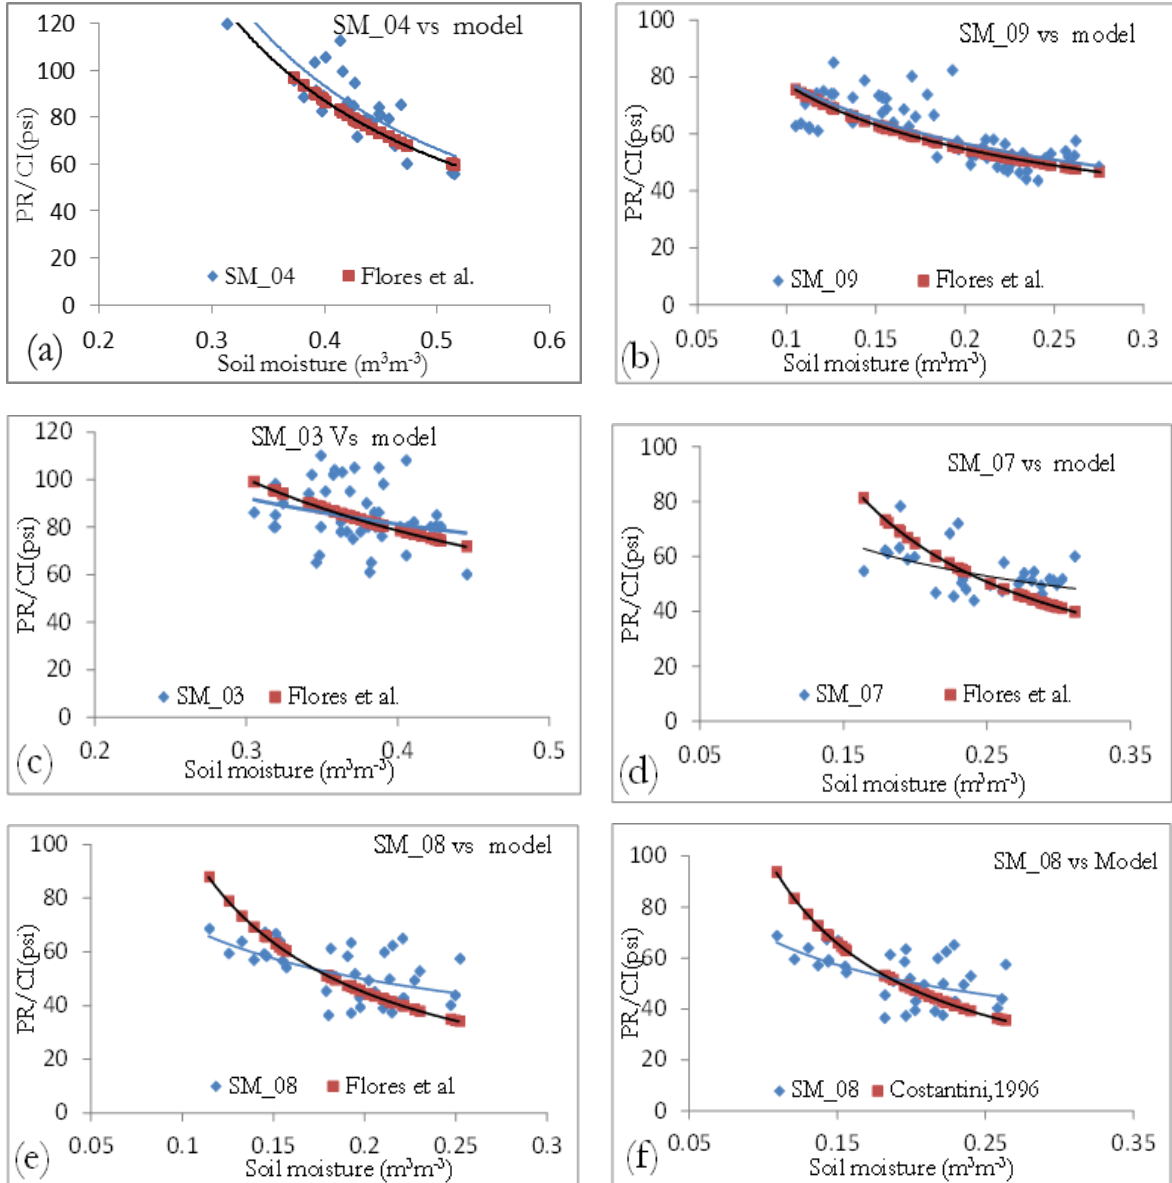 SM_04 vs model
PR/CI(psi)
120
100
80
60
40
20
0
SM_04
Flores et al.
0.2
0.3
0.4
0.5
0.6
Soil moisture (m³m⁻³)
(a)
SM_09 vs model
PR/CI(psi)
100
80
60
40
20
0
SM_09
Flores et al.
0.05
0.1
0.15
0.2
0.25
0.3
Soil moisture (m³m⁻³)
(b)
SM_03 Vs model
PR/CI(psi)
120
100
80
60
40
20
0
SM_03
Flores et al.
0.2
0.3
0.4
0.5
Soil moisture (m³m⁻³)
(c)
SM_07 vs model
PR/CI(psi)
100
80
60
40
20
0
SM_07
Flores et al.
0.05
0.15
0.25
0.35
Soil moisture (m³m⁻³)
(d)
SM_08 vs model
PR/CI(psi)
100
80
60
40
20
0
SM_08
Flores et al
0.05
0.1
0.15
0.2
0.25
0.3
Soil moisture (m³m⁻³)
(e)
SM_08 vs Model
PR/CI(psi)
100
80
60
40
20
0
SM_08
Costantini,1996
0.05
0.15
0.25
0.35
Soil moisture (m³m⁻³)
(f)